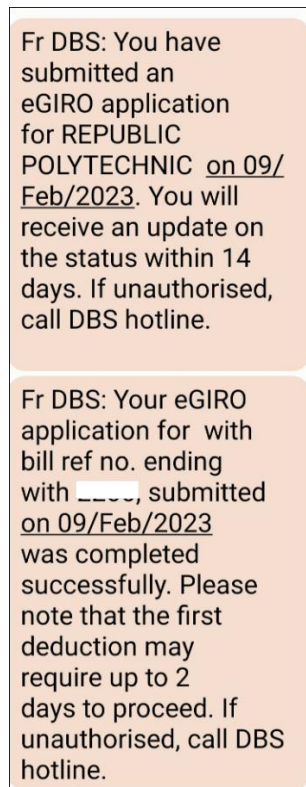 Fr DBS: You have
submitted an
eGIRO application
for REPUBLIC
POLYTECHNIC on 09/
Feb/2023. You will
receive an update on
the status within 14
days. If unauthorised,
call DBS hotline.
Fr DBS: Your eGIRO
application for with
bill ref no. ending
with , submitted
on 09/Feb/2023
was completed
successfully. Please
note that the first
deduction may
require up to 2
days to proceed. If
unauthorised, call DBS
hotline.